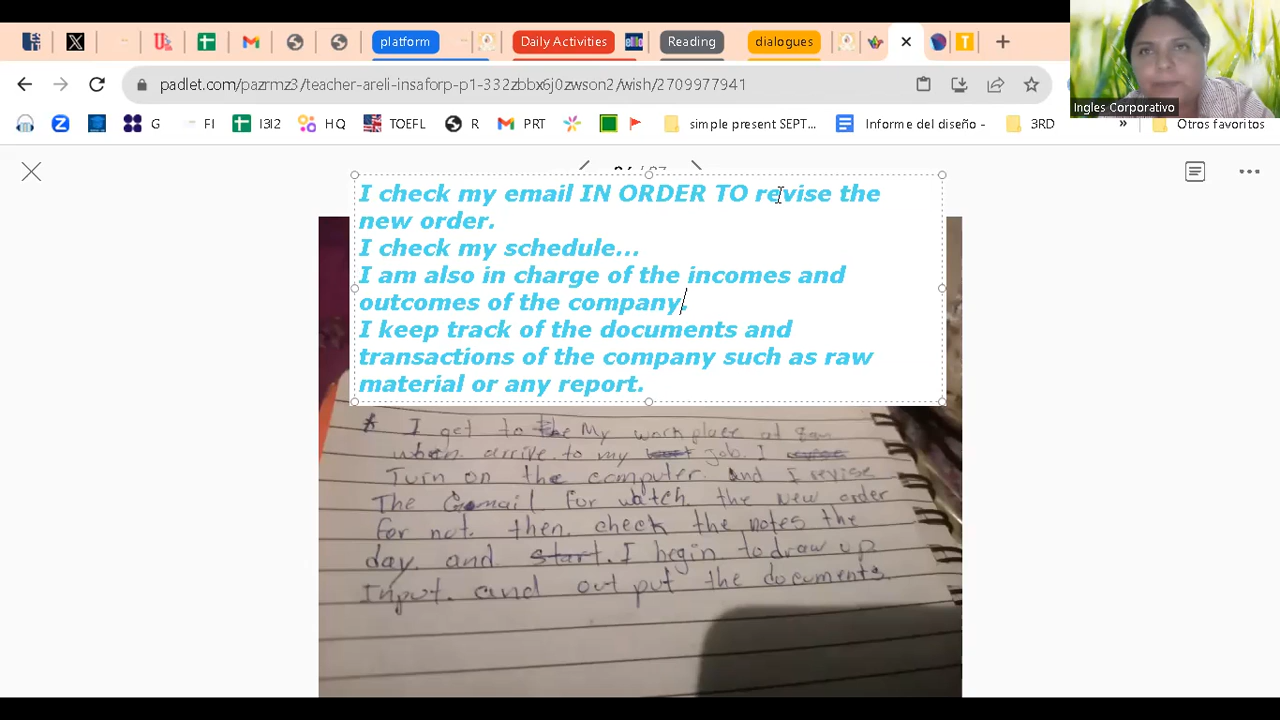 platform
Daily Activities
Reading
dialogues
padlet.com/pazrmz3/teacher-areli-insaforp-p1-332zbbx6j0zwson2/wish/2709977941
Ingles Corporativo
G
FI
I3I2
HQ
TOEFL
R
PRT
simple present SEPT...
Informe del diseño -
3RD
»
Otros favoritos
I check my email IN ORDER TO revise the
new order.
I check my schedule...
I am also in charge of the incomes and
outcomes of the company.
I keep track of the documents and
transactions of the company such as raw
material or any report.
* I get to the My workplace at 8am
when arrive to my job. I
Turn on the computer. and I revise
The Gmail for watch the new order
for not. then. check the notes the
day. and start. I begin to draw up
Input. and out put the documents.